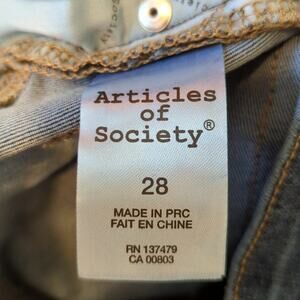 Articles
of
Society®
28
MADE IN PRC
FAIT EN CHINE
RN 137479
CA 00803